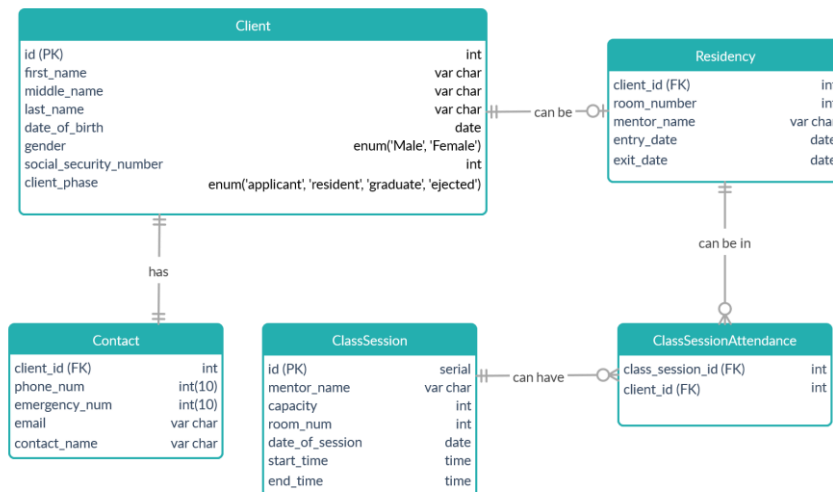 Client
id (PK) int
first_name var char
middle_name var char
last_name var char
date_of_birth date
gender enum('Male', 'Female')
social_security_number int
client_phase enum('applicant', 'resident', 'graduate', 'ejected')
can be
Residency
client_id (FK) int
room_number int
mentor_name var char
entry_date date
exit_date date
has
can be in
Contact
client_id (FK) int
phone_num int(10)
emergency_num int(10)
email var char
contact_name var char
ClassSession
id (PK) serial
mentor_name var char
capacity int
room_num int
date_of_session date
start_time time
end_time time
can have
ClassSessionAttendance
class_session_id (FK) int
client_id (FK) int